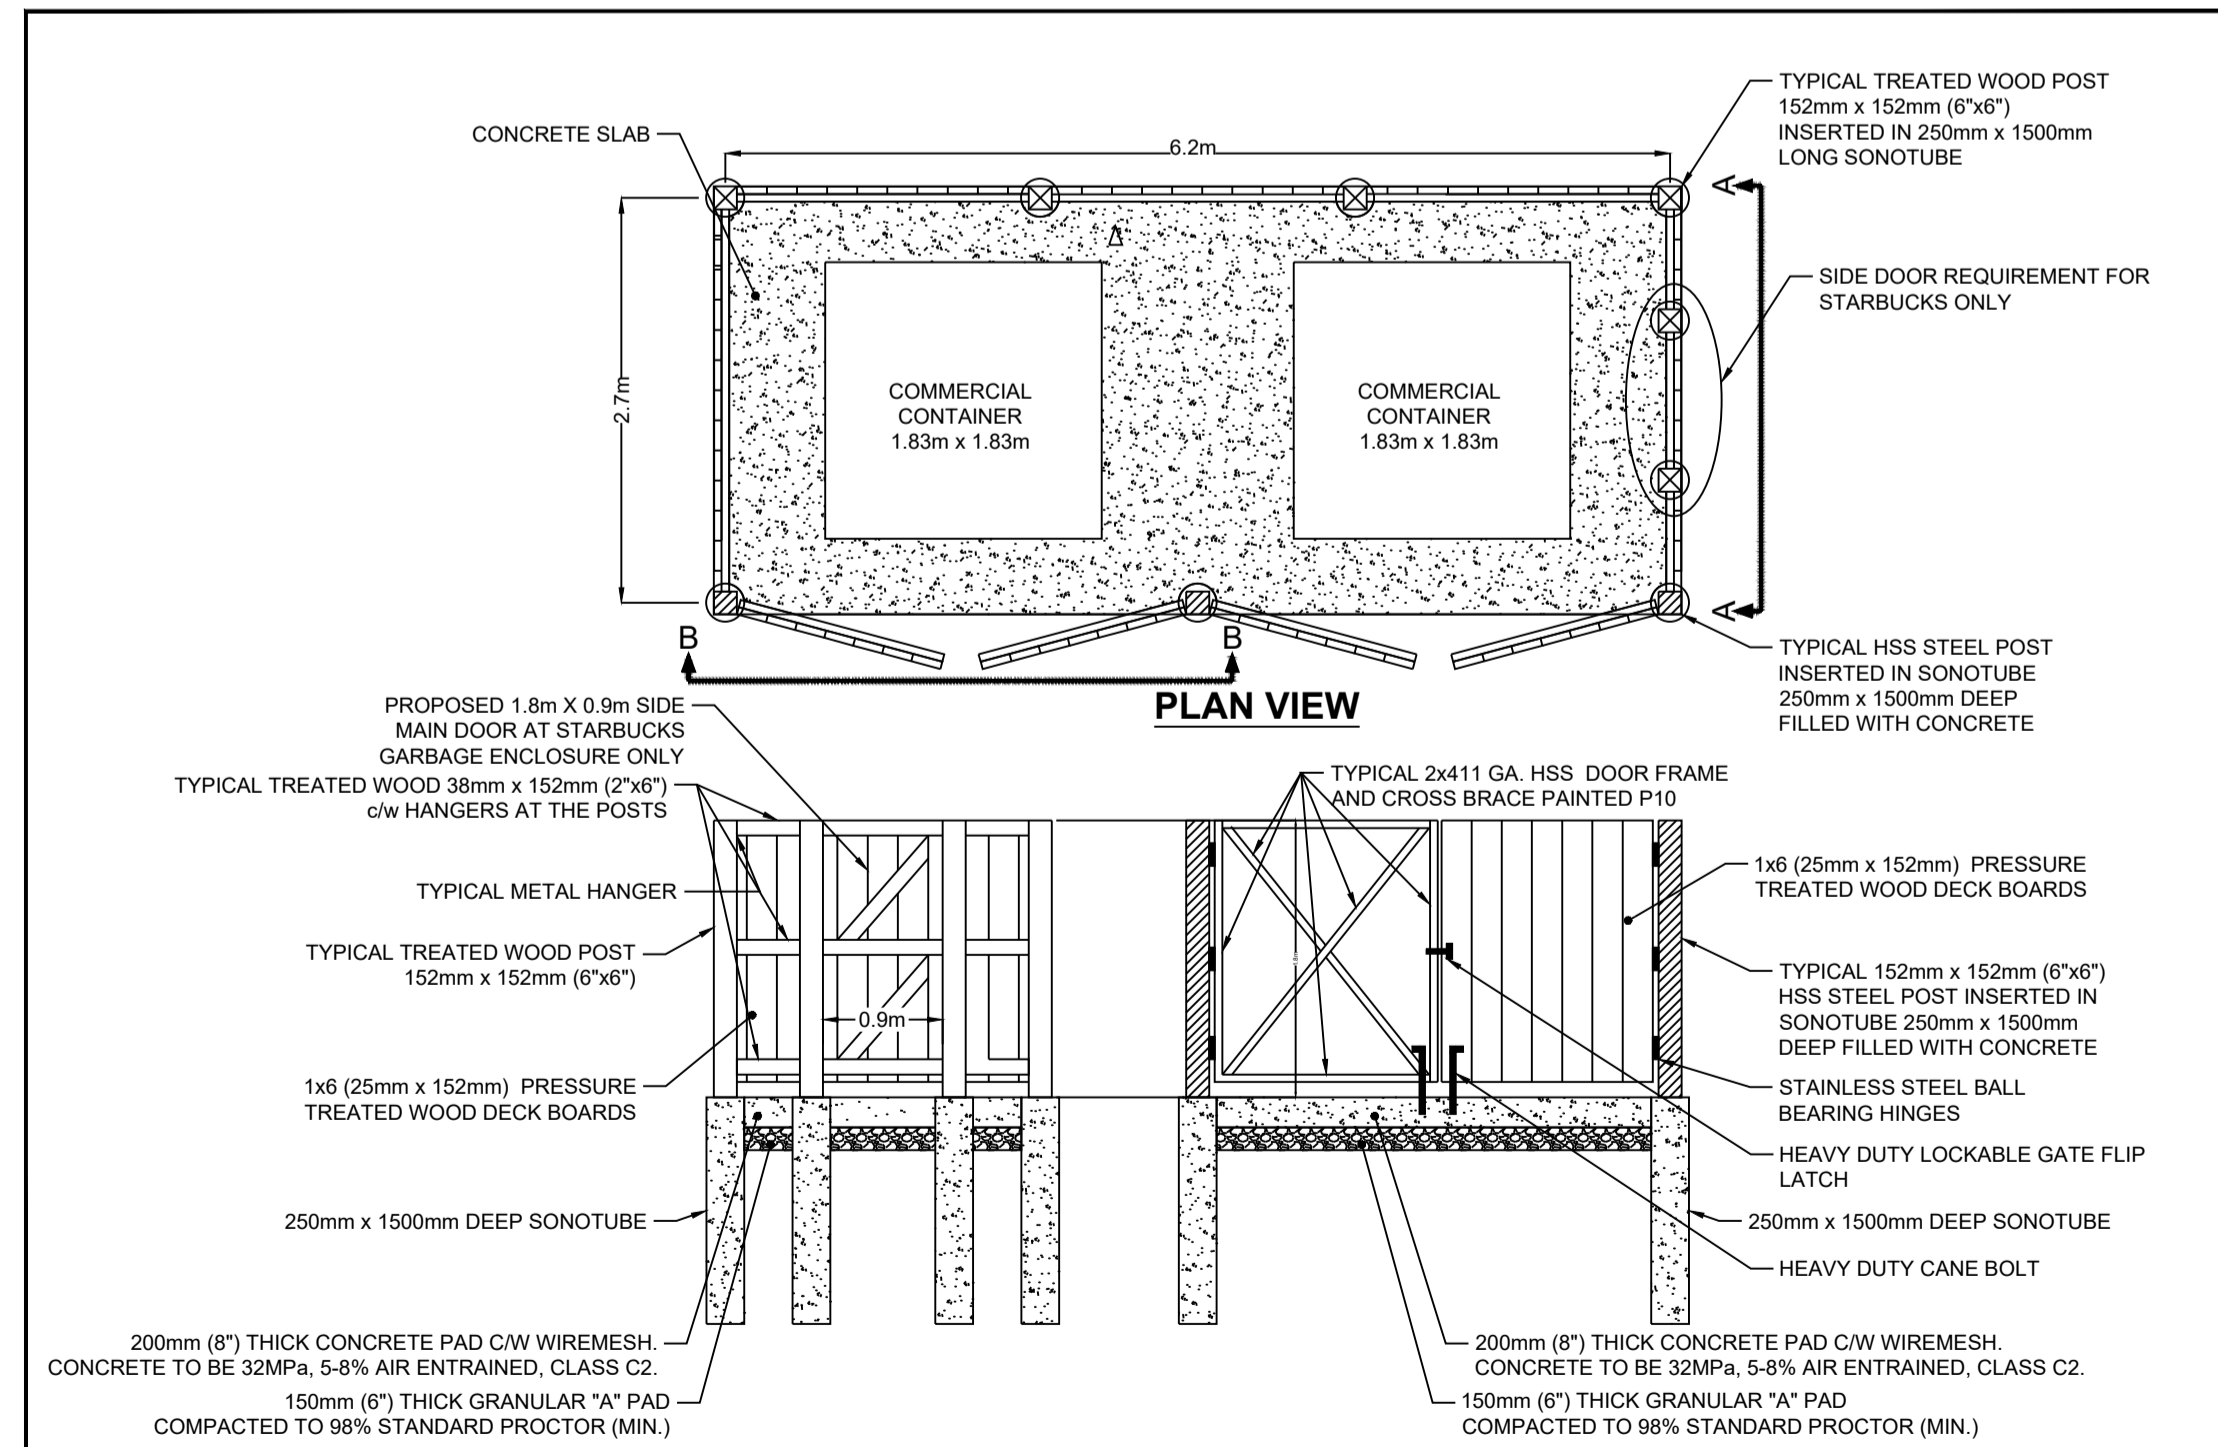 CONCRETE SLAB
6.2m
TYPICAL TREATED WOOD POST
152mm x 152mm (6"x6")
INSERTED IN 250mm x 1500mm
LONG SONOTUBE
A
SIDE DOOR REQUIREMENT FOR
STARBUCKS ONLY
2.7m
COMMERCIAL
CONTAINER
1.83m x 1.83m
COMMERCIAL
CONTAINER
1.83m x 1.83m
A
B
B
TYPICAL HSS STEEL POST
INSERTED IN SONOTUBE
250mm x 1500mm DEEP
FILLED WITH CONCRETE
PLAN VIEW
PROPOSED 1.8m X 0.9m SIDE
MAIN DOOR AT STARBUCKS
GARBAGE ENCLOSURE ONLY
TYPICAL TREATED WOOD 38mm x 152mm (2"x6")
c/w HANGERS AT THE POSTS
TYPICAL METAL HANGER
TYPICAL TREATED WOOD POST
152mm x 152mm (6"x6")
0.9m
1x6 (25mm x 152mm) PRESSURE
TREATED WOOD DECK BOARDS
250mm x 1500mm DEEP SONOTUBE
200mm (8") THICK CONCRETE PAD C/W WIREMESH.
CONCRETE TO BE 32MPa, 5-8% AIR ENTRAINED, CLASS C2.
150mm (6") THICK GRANULAR "A" PAD
COMPACTED TO 98% STANDARD PROCTOR (MIN.)
TYPICAL 2x411 GA. HSS DOOR FRAME
AND CROSS BRACE PAINTED P10
1.8m
1x6 (25mm x 152mm) PRESSURE
TREATED WOOD DECK BOARDS
TYPICAL 152mm x 152mm (6"x6")
HSS STEEL POST INSERTED IN
SONOTUBE 250mm x 1500mm
DEEP FILLED WITH CONCRETE
STAINLESS STEEL BALL
BEARING HINGES
HEAVY DUTY LOCKABLE GATE FLIP
LATCH
250mm x 1500mm DEEP SONOTUBE
HEAVY DUTY CANE BOLT
200mm (8") THICK CONCRETE PAD C/W WIREMESH.
CONCRETE TO BE 32MPa, 5-8% AIR ENTRAINED, CLASS C2.
150mm (6") THICK GRANULAR "A" PAD
COMPACTED TO 98% STANDARD PROCTOR (MIN.)